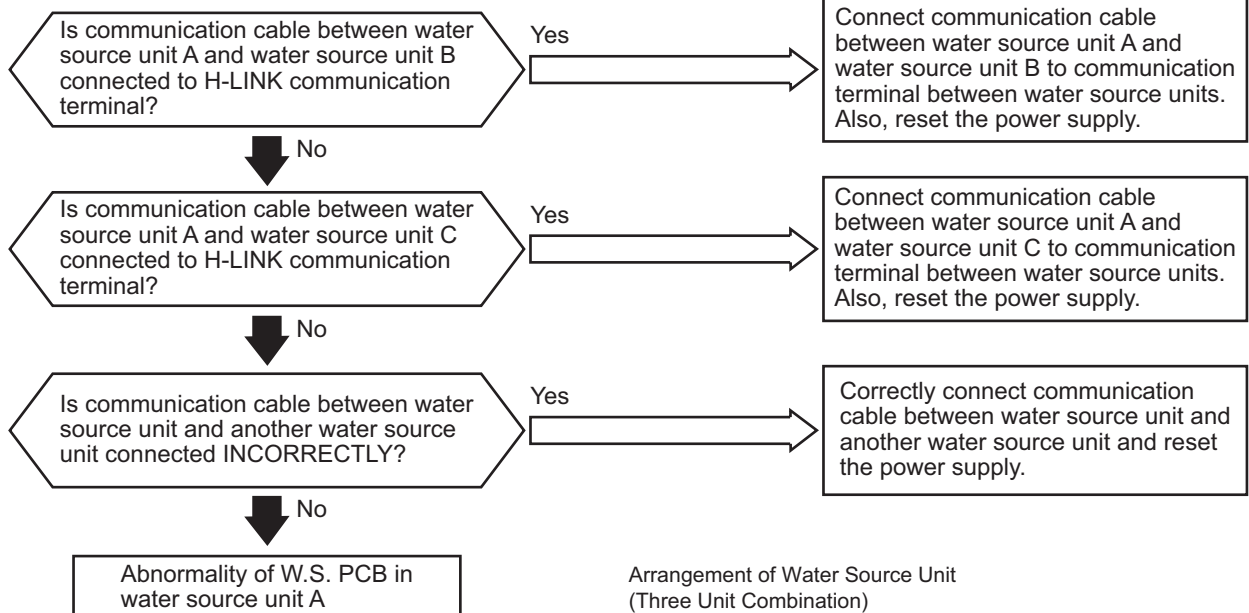 Is communication cable between water
source unit A and water source unit B
connected to H-LINK communication
terminal?
Yes
Connect communication cable
between water source unit A and
water source unit B to communication
terminal between water source units.
Also, reset the power supply.
No
Is communication cable between water
source unit A and water source unit C
connected to H-LINK communication
terminal?
Yes
Connect communication cable
between water source unit A and
water source unit C to communication
terminal between water source units.
Also, reset the power supply.
No
Is communication cable between water
source unit and another water source
unit connected INCORRECTLY?
Yes
Correctly connect communication
cable between water source unit and
another water source unit and reset
the power supply.
No
Abnormality of W.S. PCB in
water source unit A
Arrangement of Water Source Unit
(Three Unit Combination)